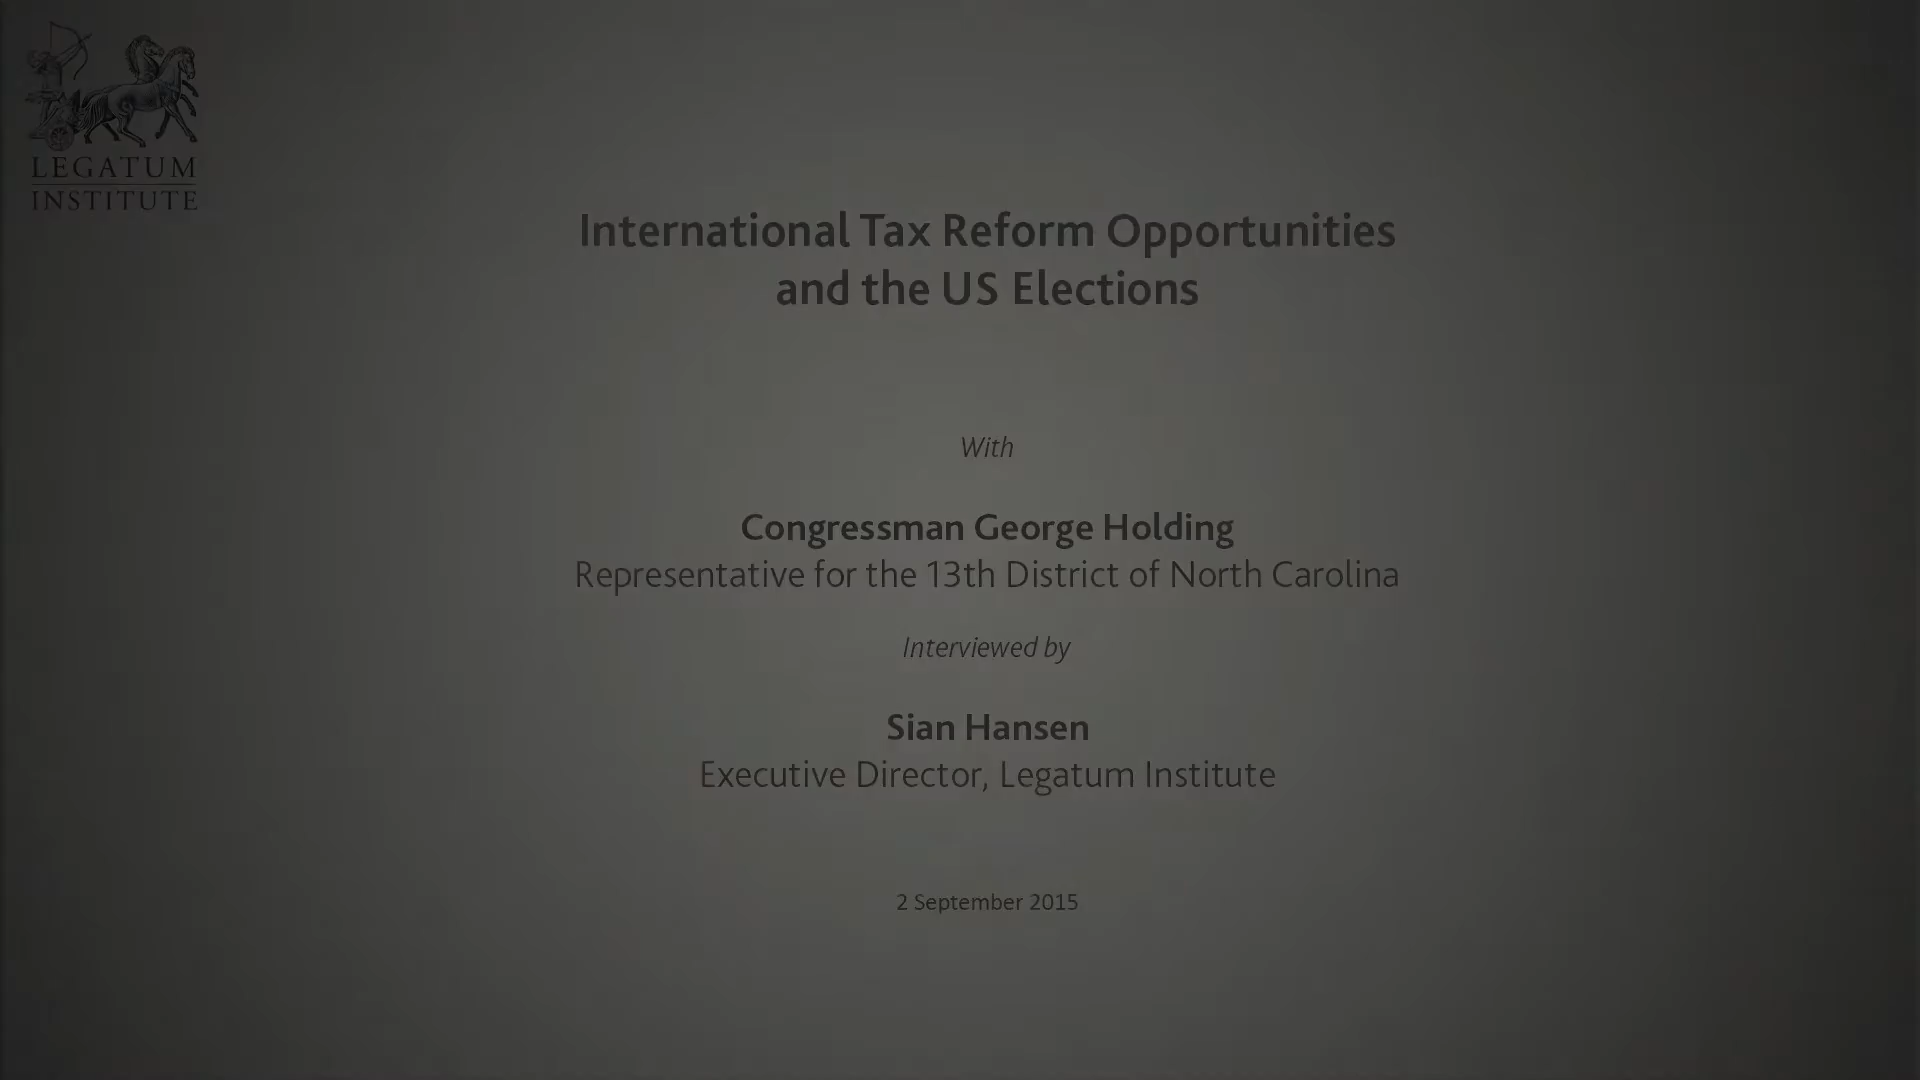 LEGATUM
INSTITUTE
International Tax Reform Opportunities
and the US Elections
With
Congressman George Holding
Representative for the 13th District of North Carolina
Interviewed by
Sian Hansen
Executive Director, Legatum Institute
2 September 2015